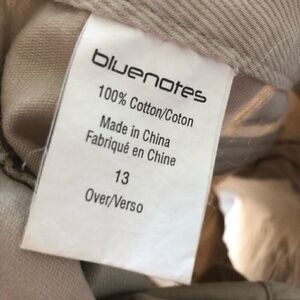 bluenotes
100% Cotton/Coton
Made in China
Fabriqué en Chine
13
Over/Verso